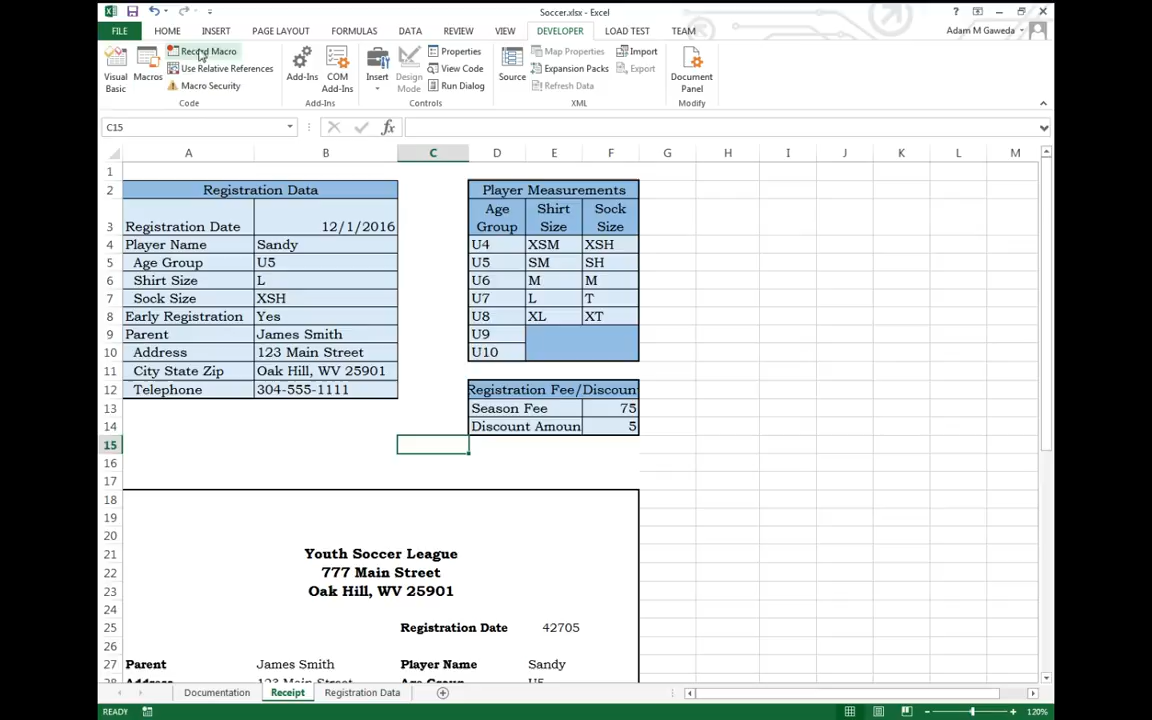 Soccer.xlsx - Excel
FILE HOME INSERT PAGE LAYOUT FORMULAS DATA REVIEW VIEW DEVELOPER LOAD TEST TEAM Adam M Gaweda
Visual Basic
Macros
Record Macro
Use Relative References
Macro Security
Code
Add-Ins
COM Add-Ins
Add-Ins
Insert
Design Mode
Properties
View Code
Run Dialog
Controls
Source
Map Properties
Expansion Packs
Refresh Data
Import
Export
XML
Document Panel
Modify
C15 fx
A B C D E F G H I J K L M
1
2 Registration Data Player Measurements
3 Registration Date 12/1/2016 Age Group Shirt Size Sock Size
4 Player Name Sandy U4 XSM XSH
5 Age Group U5 U5 SM SH
6 Shirt Size L U6 M M
7 Sock Size XSH U7 L T
8 Early Registration Yes U8 XL XT
9 Parent James Smith U9
10 Address 123 Main Street U10
11 City State Zip Oak Hill, WV 25901
12 Telephone 304-555-1111 Registration Fee/Discoun
13 Season Fee 75
14 Discount Amoun 5
15
16
17
18
19
20
21 Youth Soccer League
22 777 Main Street
23 Oak Hill, WV 25901
24
25 Registration Date 42705
26
27 Parent James Smith Player Name Sandy
28 Address 123 Main Street Age Group U5
Documentation Receipt Registration Data
READY 120%